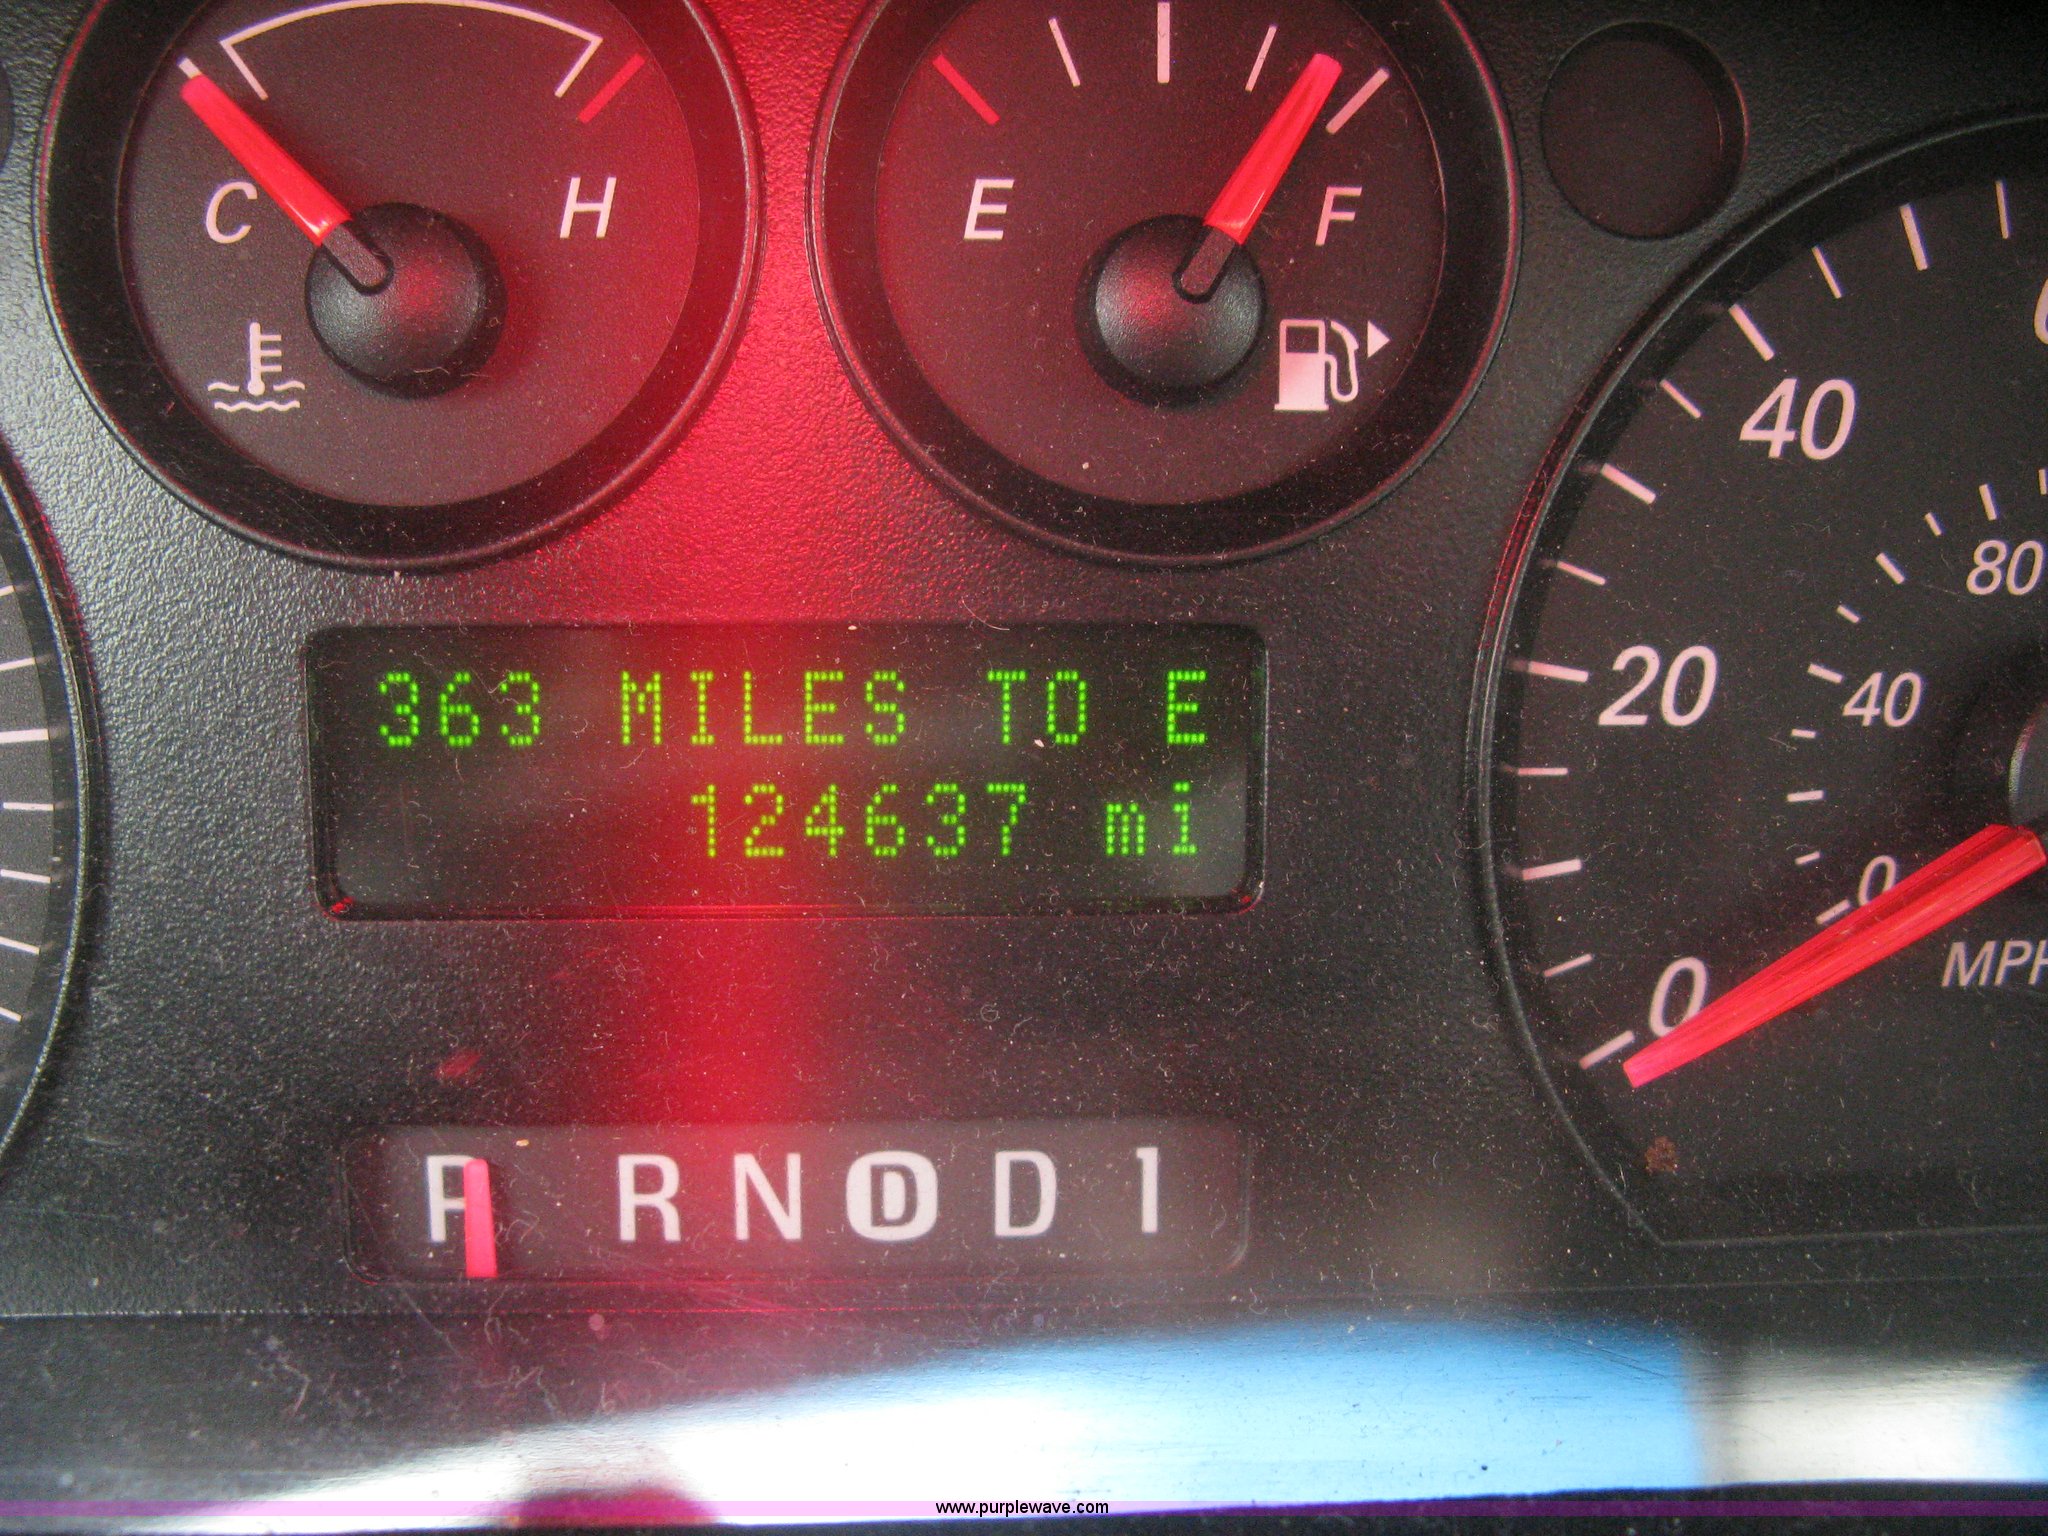 C H
E F
363 MILES TO E
124637 mi
40
80
20
40
0
0
MPH
P R N D D 1
www.purplewave.com